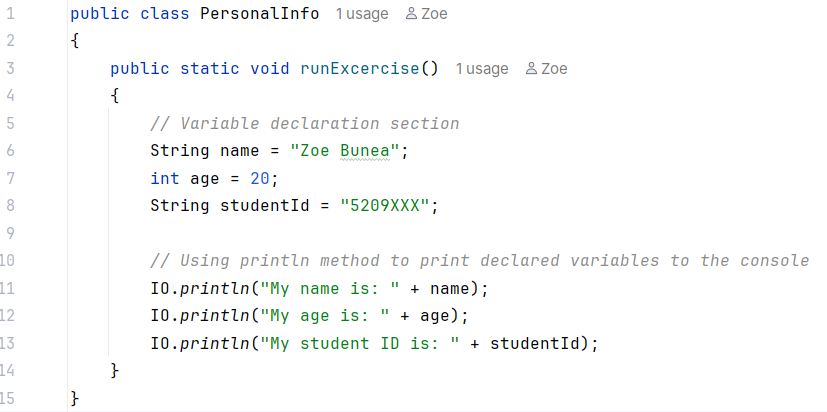 1 public class PersonalInfo 1 usage Zoe
2 {
3 public static void runExcercise() 1 usage Zoe
4 {
5 // Variable declaration section
6 String name = "Zoe Bunea";
7 int age = 20;
8 String studentId = "5209XXX";
9
10 // Using println method to print declared variables to the console
11 IO.println("My name is: " + name);
12 IO.println("My age is: " + age);
13 IO.println("My student ID is: " + studentId);
14 }
15 }